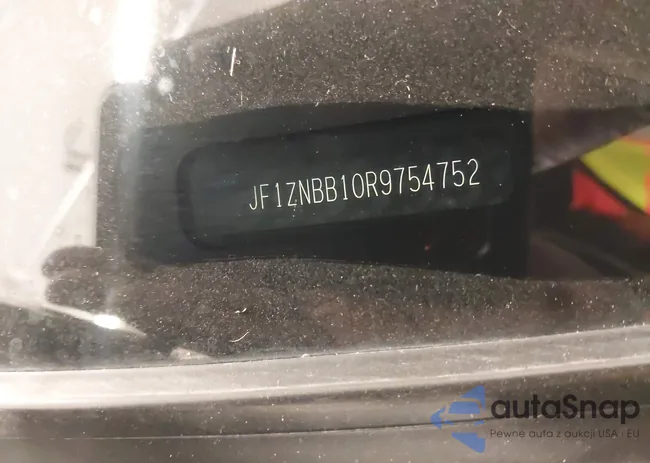 JF1ZNBB10R9754752
autaSnap
Pewne auta z aukcji USA i EU